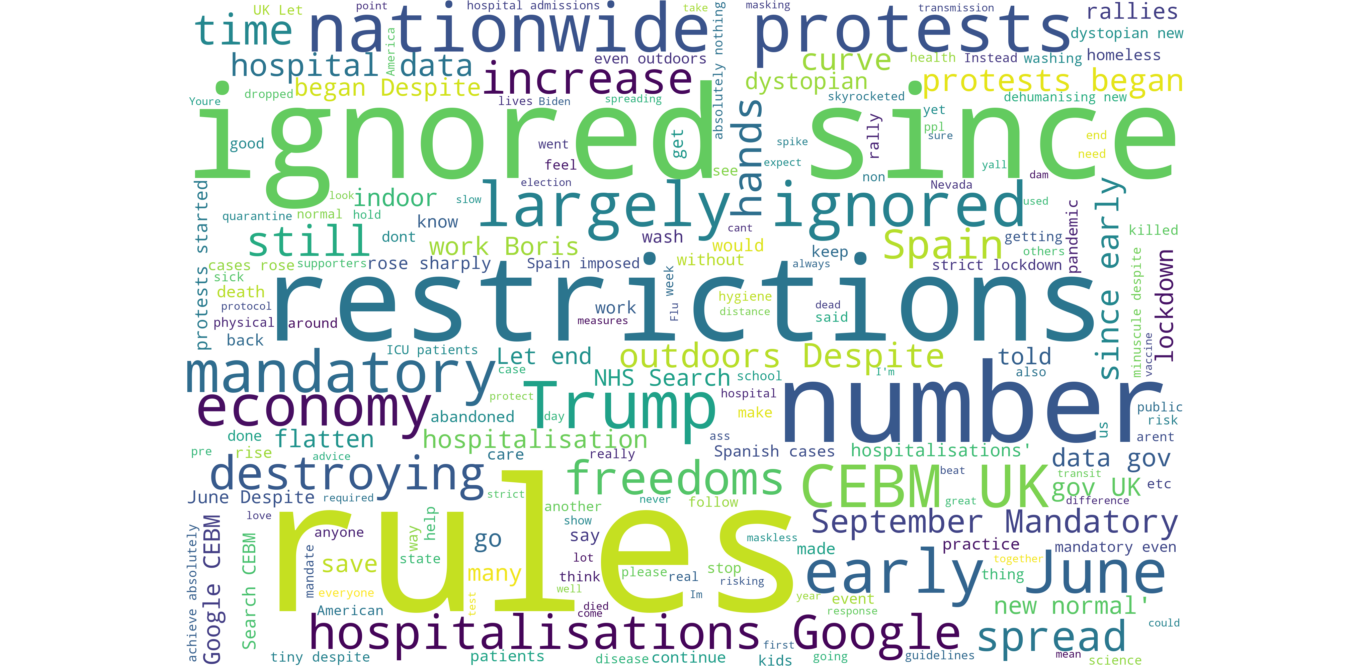 UK Let
point
hospital admissions
take
masking
transmission
rallies
time
nationwide
protests
dystopian new
America
hospital data
even outdoors
absolutely nothing
curve
health
Instead
washing
homeless
increase
dystopian
protests began
began Despite
Youre
dropped
lives
Biden
spreading
skyrocketed
dehumanising new
ignored since
good
went
get
hands
spike
rally
yet
ppl
sure
end
need
feel
see
expect
non
yall
dam
election
look
indoor
slow
largely ignored
Nevada
used
protests started
quarantine
normal
hold
know
cant
since early
pandemic
killed
still
dont
work Boris
wash
would
keep
Spain
getting
others
cases rose
supporters
rose sharply
Spain imposed
without
always
strict lockdown
lockdown
sick
death
protocol
restrictions
Flu
week
hygiene
distance
dead
said
work
measures
physical
around
back
minuscule despite
vaccine
ICU patients
Let end
outdoors Despite
told
also
mandatory
case
NHS Search
school
I'm
economy
protect
Trump
hospital
number
public
risk
abandoned
day
make
us
arent
done
flatten
hospitalisation
ass
pre
rise
advice
care
really
Spanish cases
hospitalisations'
data gov
destroying
freedoms
CEBM UK
beat
transit
gov UK
etc
June Despite
required
strict
never
follow
great
difference
another
rules
love
anyone
help
way
show
say
maskless
September Mandatory
achieve absolutely
Google CEBM
Search CEBM
mandate
state
go
lot
made
practice
mandatory even
save
many
think
please
real
stop
thing
together
everyone
test
well
risking
early June
Im
year
event
American
died
come
response
new normal'
hospitalisations Google
spread
could
patients
disease
continue
first
kids
going
guidelines
mean
science